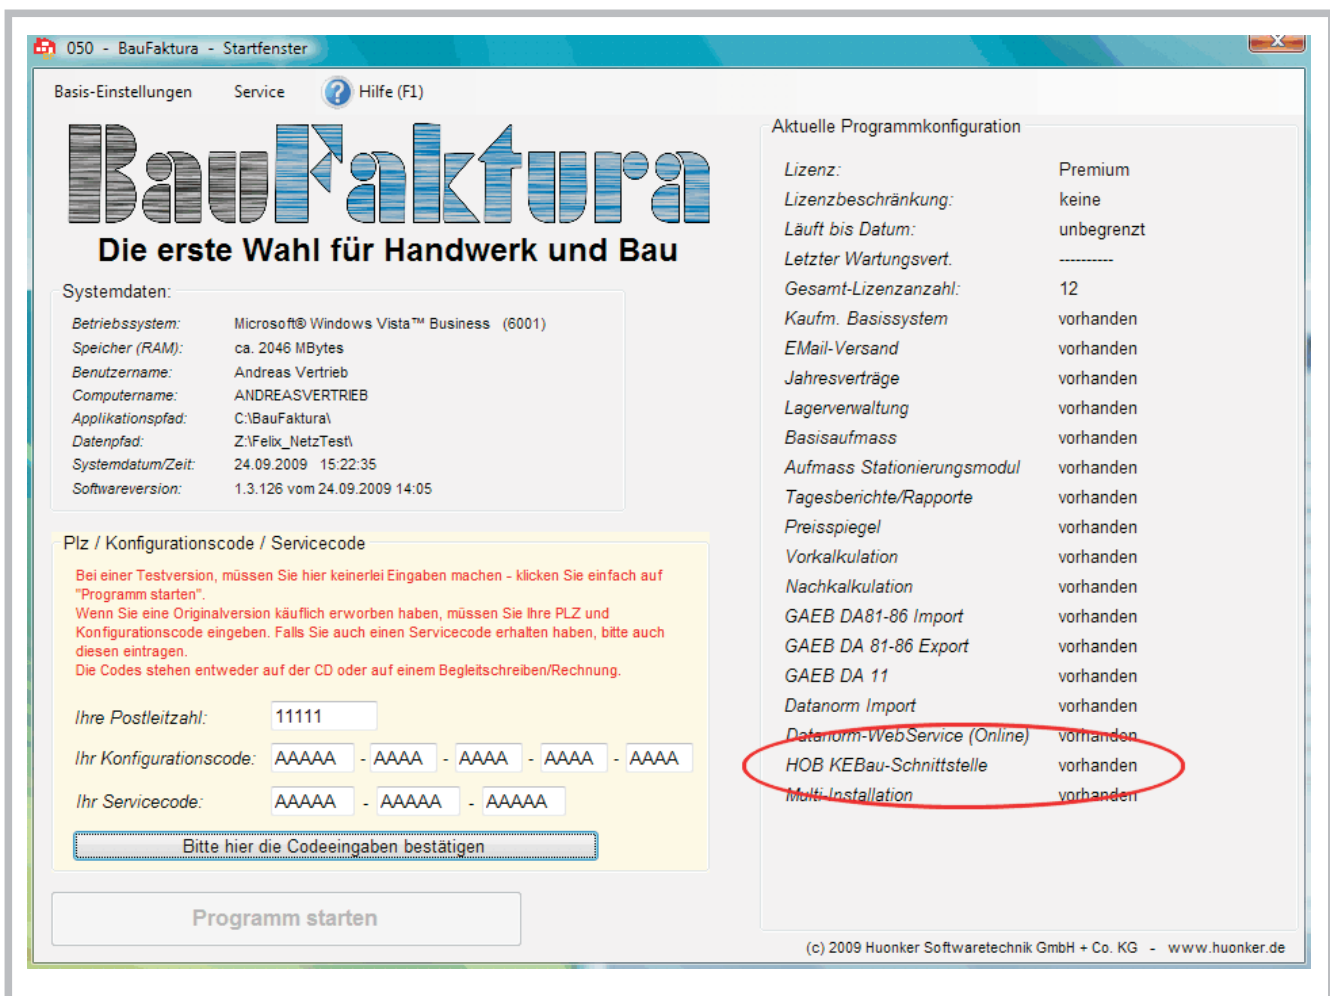 050 - BauFaktura - Startfenster
Basis-Einstellungen Service Hilfe (F1)
BauFaktura
Die erste Wahl für Handwerk und Bau
Systemdaten:
Betriebssystem: Microsoft® Windows Vista™ Business (6001)
Speicher (RAM): ca. 2046 MBytes
Benutzername: Andreas Vertrieb
Computername: ANDREASVERTRIEB
Applikationspfad: C:\BauFaktura\
Datenpfad: Z:\Felix_NetzTest\
Systemdatum/Zeit: 24.09.2009 15:22:35
Softwareversion: 1.3.126 vom 24.09.2009 14:05
Plz / Konfigurationscode / Servicecode
Bei einer Testversion, müssen Sie hier keinerlei Eingaben machen - klicken Sie einfach auf
"Programm starten".
Wenn Sie eine Originalversion käuflich erworben haben, müssen Sie Ihre PLZ und
Konfigurationscode eingeben. Falls Sie auch einen Servicecode erhalten haben, bitte auch
diesen eintragen.
Die Codes stehen entweder auf der CD oder auf einem Begleitschreiben/Rechnung.
Ihre Postleitzahl: 11111
Ihr Konfigurationscode: AAAAA - AAAA - AAAA - AAAA - AAAA
Ihr Servicecode: AAAAA - AAAAA - AAAAA
Bitte hier die Codeeingaben bestätigen
Programm starten
Aktuelle Programmkonfiguration
Lizenz: Premium
Lizenzbeschränkung: keine
Läuft bis Datum: unbegrenzt
Letzter Wartungsvert. ----------
Gesamt-Lizenzanzahl: 12
Kaufm. Basissystem vorhanden
EMail-Versand vorhanden
Jahresverträge vorhanden
Lagerverwaltung vorhanden
Basisaufmass vorhanden
Aufmass Stationierungsmodul vorhanden
Tagesberichte/Rapporte vorhanden
Preisspiegel vorhanden
Vorkalkulation vorhanden
Nachkalkulation vorhanden
GAEB DA81-86 Import vorhanden
GAEB DA 81-86 Export vorhanden
GAEB DA 11 vorhanden
Datanorm Import vorhanden
Datanorm-WebService (Online) vorhanden
HOB KEBau-Schnittstelle vorhanden
Multi-Installation vorhanden
(c) 2009 Huonker Softwaretechnik GmbH + Co. KG - www.huonker.de